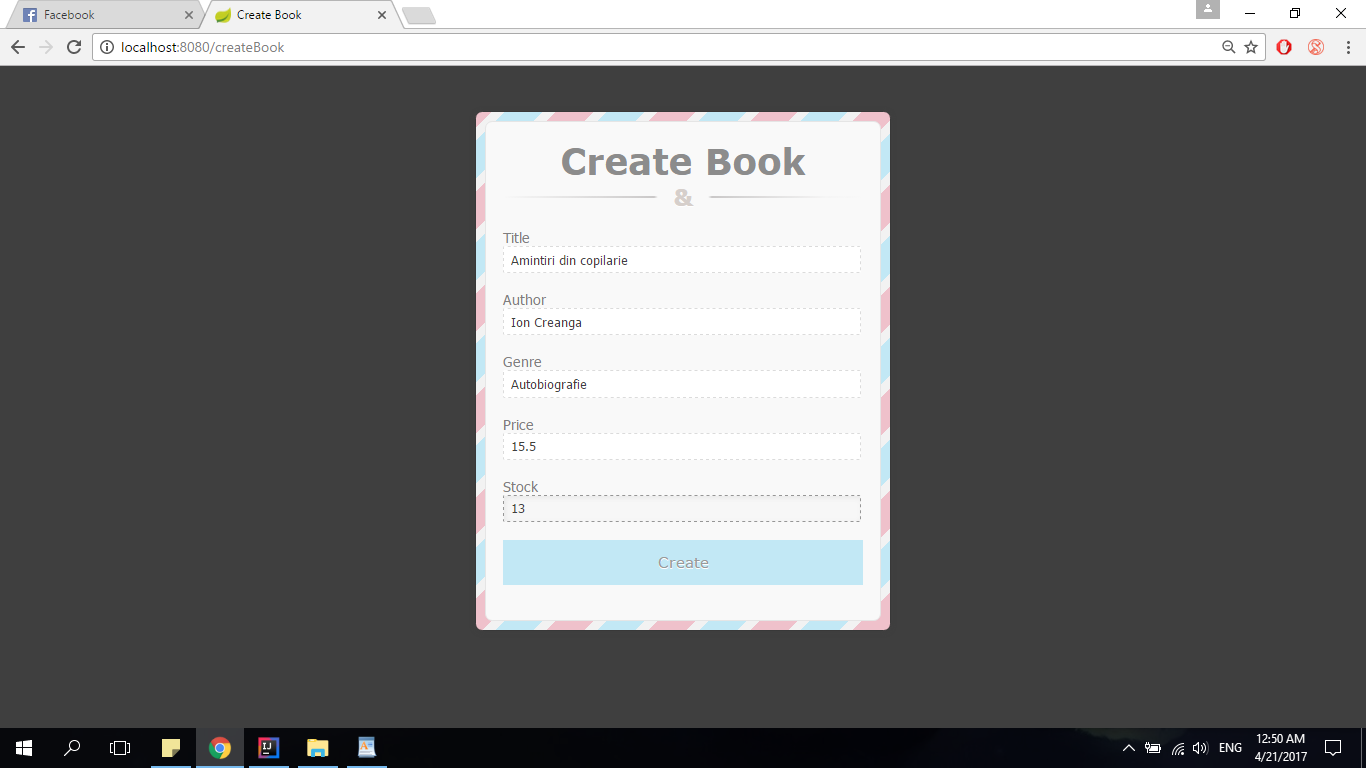 Facebook
Create Book
localhost:8080/createBook
Create Book
&
Title
Amintiri din copilarie
Author
Ion Creanga
Genre
Autobiografie
Price
15.5
Stock
13
Create
IJ
ENG
12:50 AM
4/21/2017